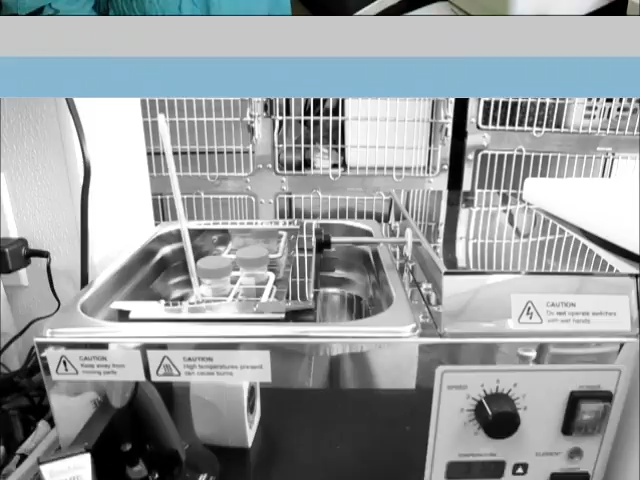 CAUTION
Do not operate switches
with wet hands
CAUTION
Keep away from
moving parts
CAUTION
High temperatures present
can cause burns
SPEED
POWER
TEMPERATURE
ELEMENT